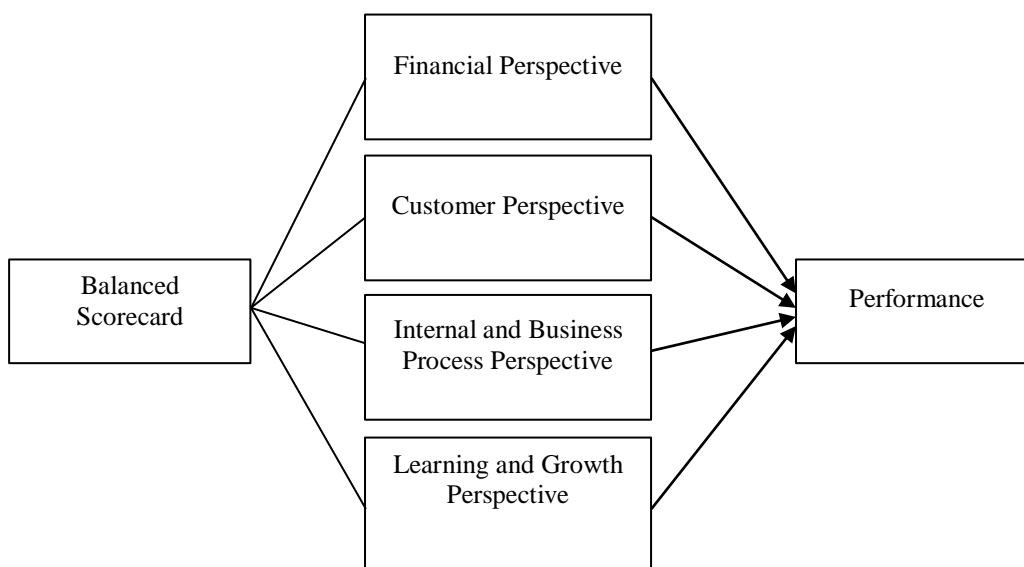 Financial Perspective
Customer Perspective
Balanced
Scorecard
Internal and Business
Process Perspective
Learning and Growth
Perspective
Performance